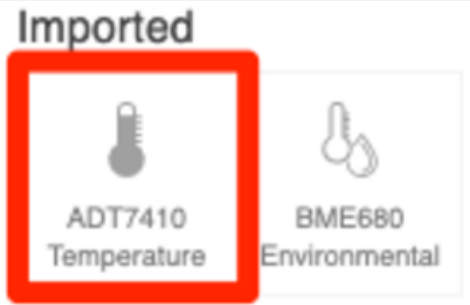 Imported
ADT7410
Temperature
BME680
Environmental